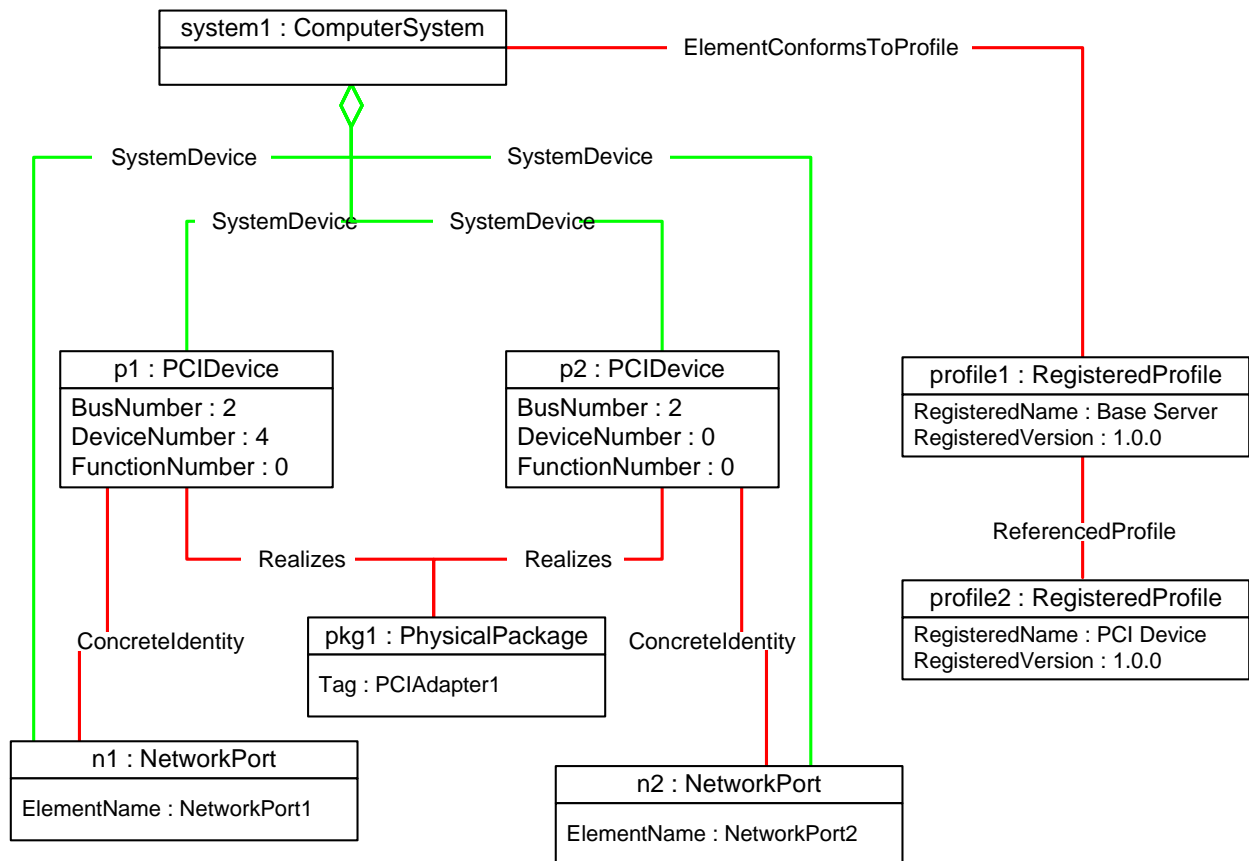 system1 : ComputerSystem
ElementConformsToProfile
SystemDevice
SystemDevice
SystemDevice
SystemDevice
p1 : PCIDevice
BusNumber : 2
DeviceNumber : 4
FunctionNumber : 0
p2 : PCIDevice
BusNumber : 2
DeviceNumber : 0
FunctionNumber : 0
profile1 : RegisteredProfile
RegisteredName : Base Server
RegisteredVersion : 1.0.0
Realizes
Realizes
ReferencedProfile
profile2 : RegisteredProfile
RegisteredName : PCI Device
RegisteredVersion : 1.0.0
ConcreteIdentity
pkg1 : PhysicalPackage
Tag : PCIAdapter1
ConcreteIdentity
n1 : NetworkPort
ElementName : NetworkPort1
n2 : NetworkPort
ElementName : NetworkPort2